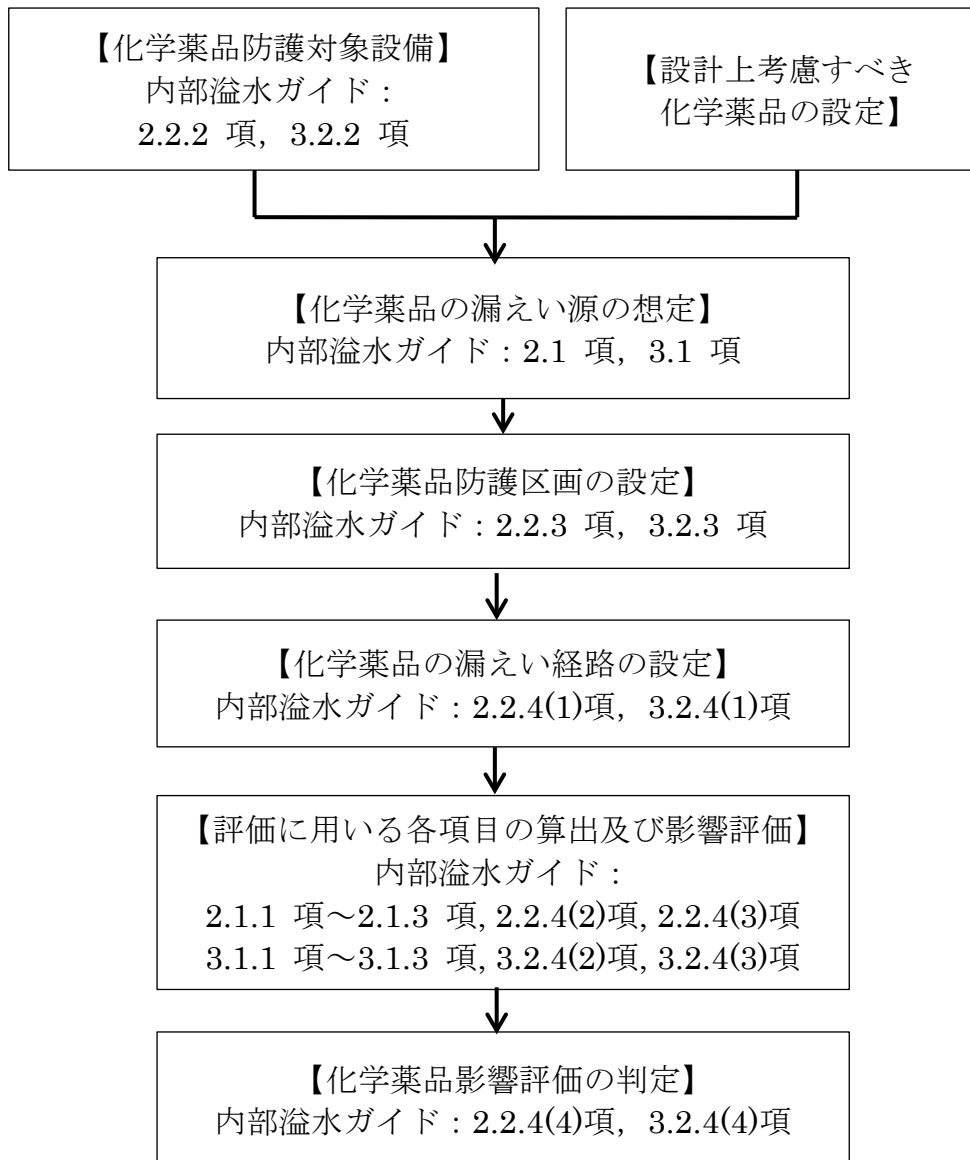 【化学薬品防護対象設備】
内部溢水ガイド：
2.2.2 項，3.2.2 項
【設計上考慮すべき
化学薬品の設定】
【化学薬品の漏えい源の想定】
内部溢水ガイド：2.1 項，3.1 項
【化学薬品防護区画の設定】
内部溢水ガイド：2.2.3 項，3.2.3 項
【化学薬品の漏えい経路の設定】
内部溢水ガイド：2.2.4(1)項，3.2.4(1)項
【評価に用いる各項目の算出及び影響評価】
内部溢水ガイド：
2.1.1 項～2.1.3 項, 2.2.4(2)項, 2.2.4(3)項
3.1.1 項～3.1.3 項, 3.2.4(2)項, 3.2.4(3)項
【化学薬品影響評価の判定】
内部溢水ガイド：2.2.4(4)項，3.2.4(4)項